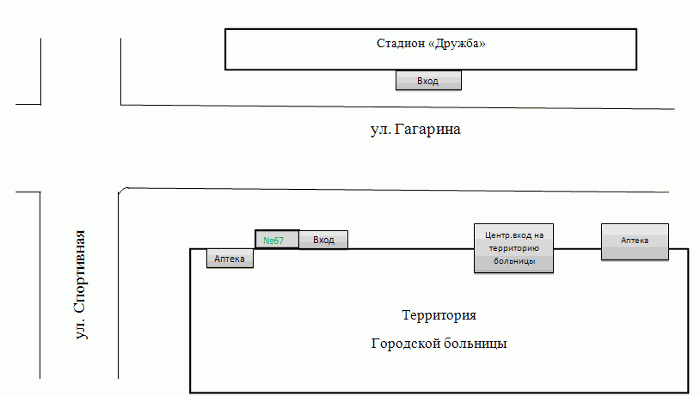 Стадион «Дружба»
Вход
ул. Гагарина
№67
Вход
Аптека
Центр.вход на
территорию
больницы
Аптека
ул. Спортивная
Территория
Городской больницы